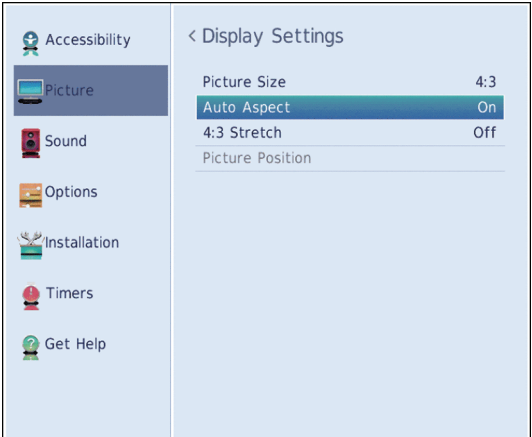 Accessibility
Picture
Sound
Options
Installation
Timers
Get Help
< Display Settings
Picture Size 4:3
Auto Aspect On
4:3 Stretch Off
Picture Position